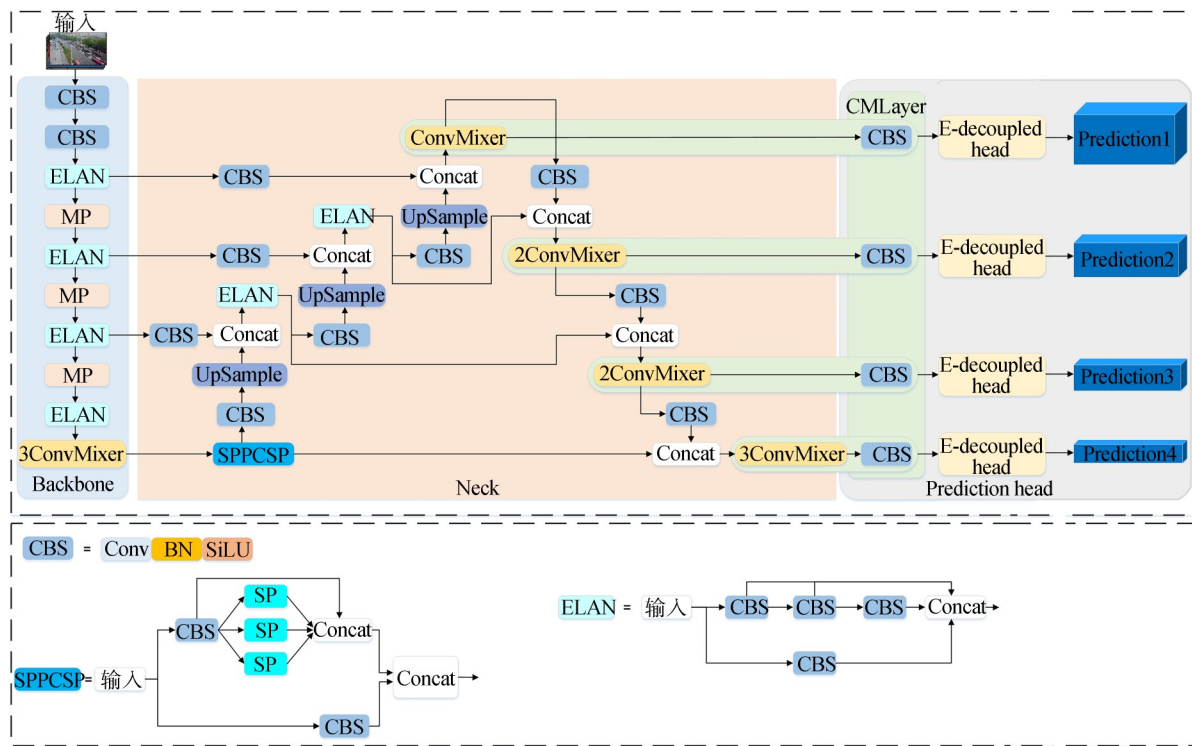 输入
CBS
CBS
ELAN
MP
ELAN
MP
ELAN
MP
ELAN
3ConvMixer
Backbone
CBS
CBS
CBS
Concat
ELAN
UpSample
CBS
SPPCSP
ELAN
Concat
UpSample
CBS
ConvMixer
Concat
UpSample
CBS
CBS
Concat
2ConvMixer
CBS
Concat
2ConvMixer
CBS
Concat
3ConvMixer
Neck
CMLayer
CBS
CBS
CBS
CBS
E-decoupled
head
E-decoupled
head
E-decoupled
head
E-decoupled
head
Prediction1
Prediction2
Prediction3
Prediction4
Prediction head
CBS = Conv BN SiLU
SPPCSP= 输入
CBS
SP
SP
SP
Concat
CBS
Concat
ELAN = 输入
CBS CBS CBS Concat
CBS